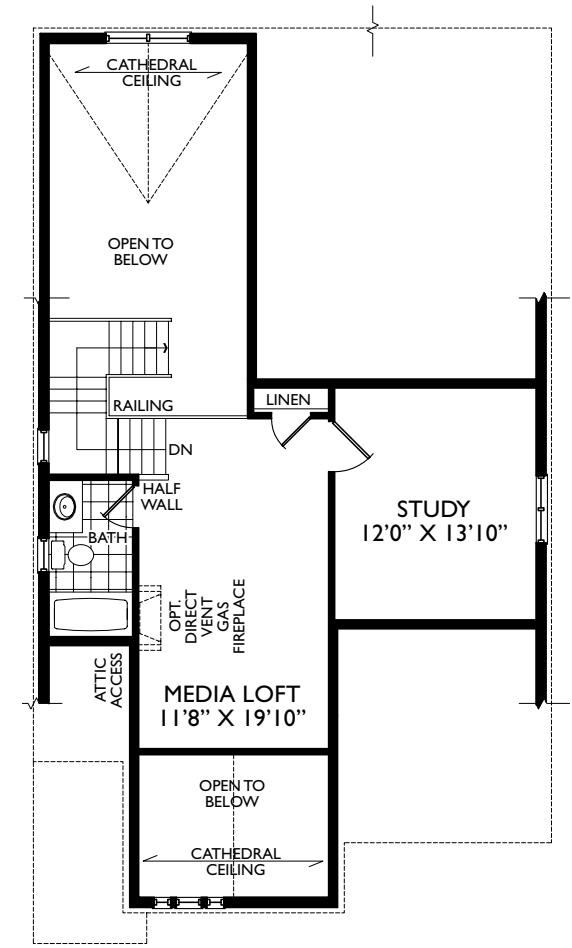 CATHEDRAL
CEILING
OPEN TO
BELOW
LINEN
RAILING
DN
HALF
WALL
STUDY
12’0” X 13’10”
BATH
OPT.
DIRECT
VENT
GAS
FIREPLACE
ATTIC
ACCESS
MEDIA LOFT
11’8” X 19’10”
OPEN TO
BELOW
CATHEDRAL
CEILING